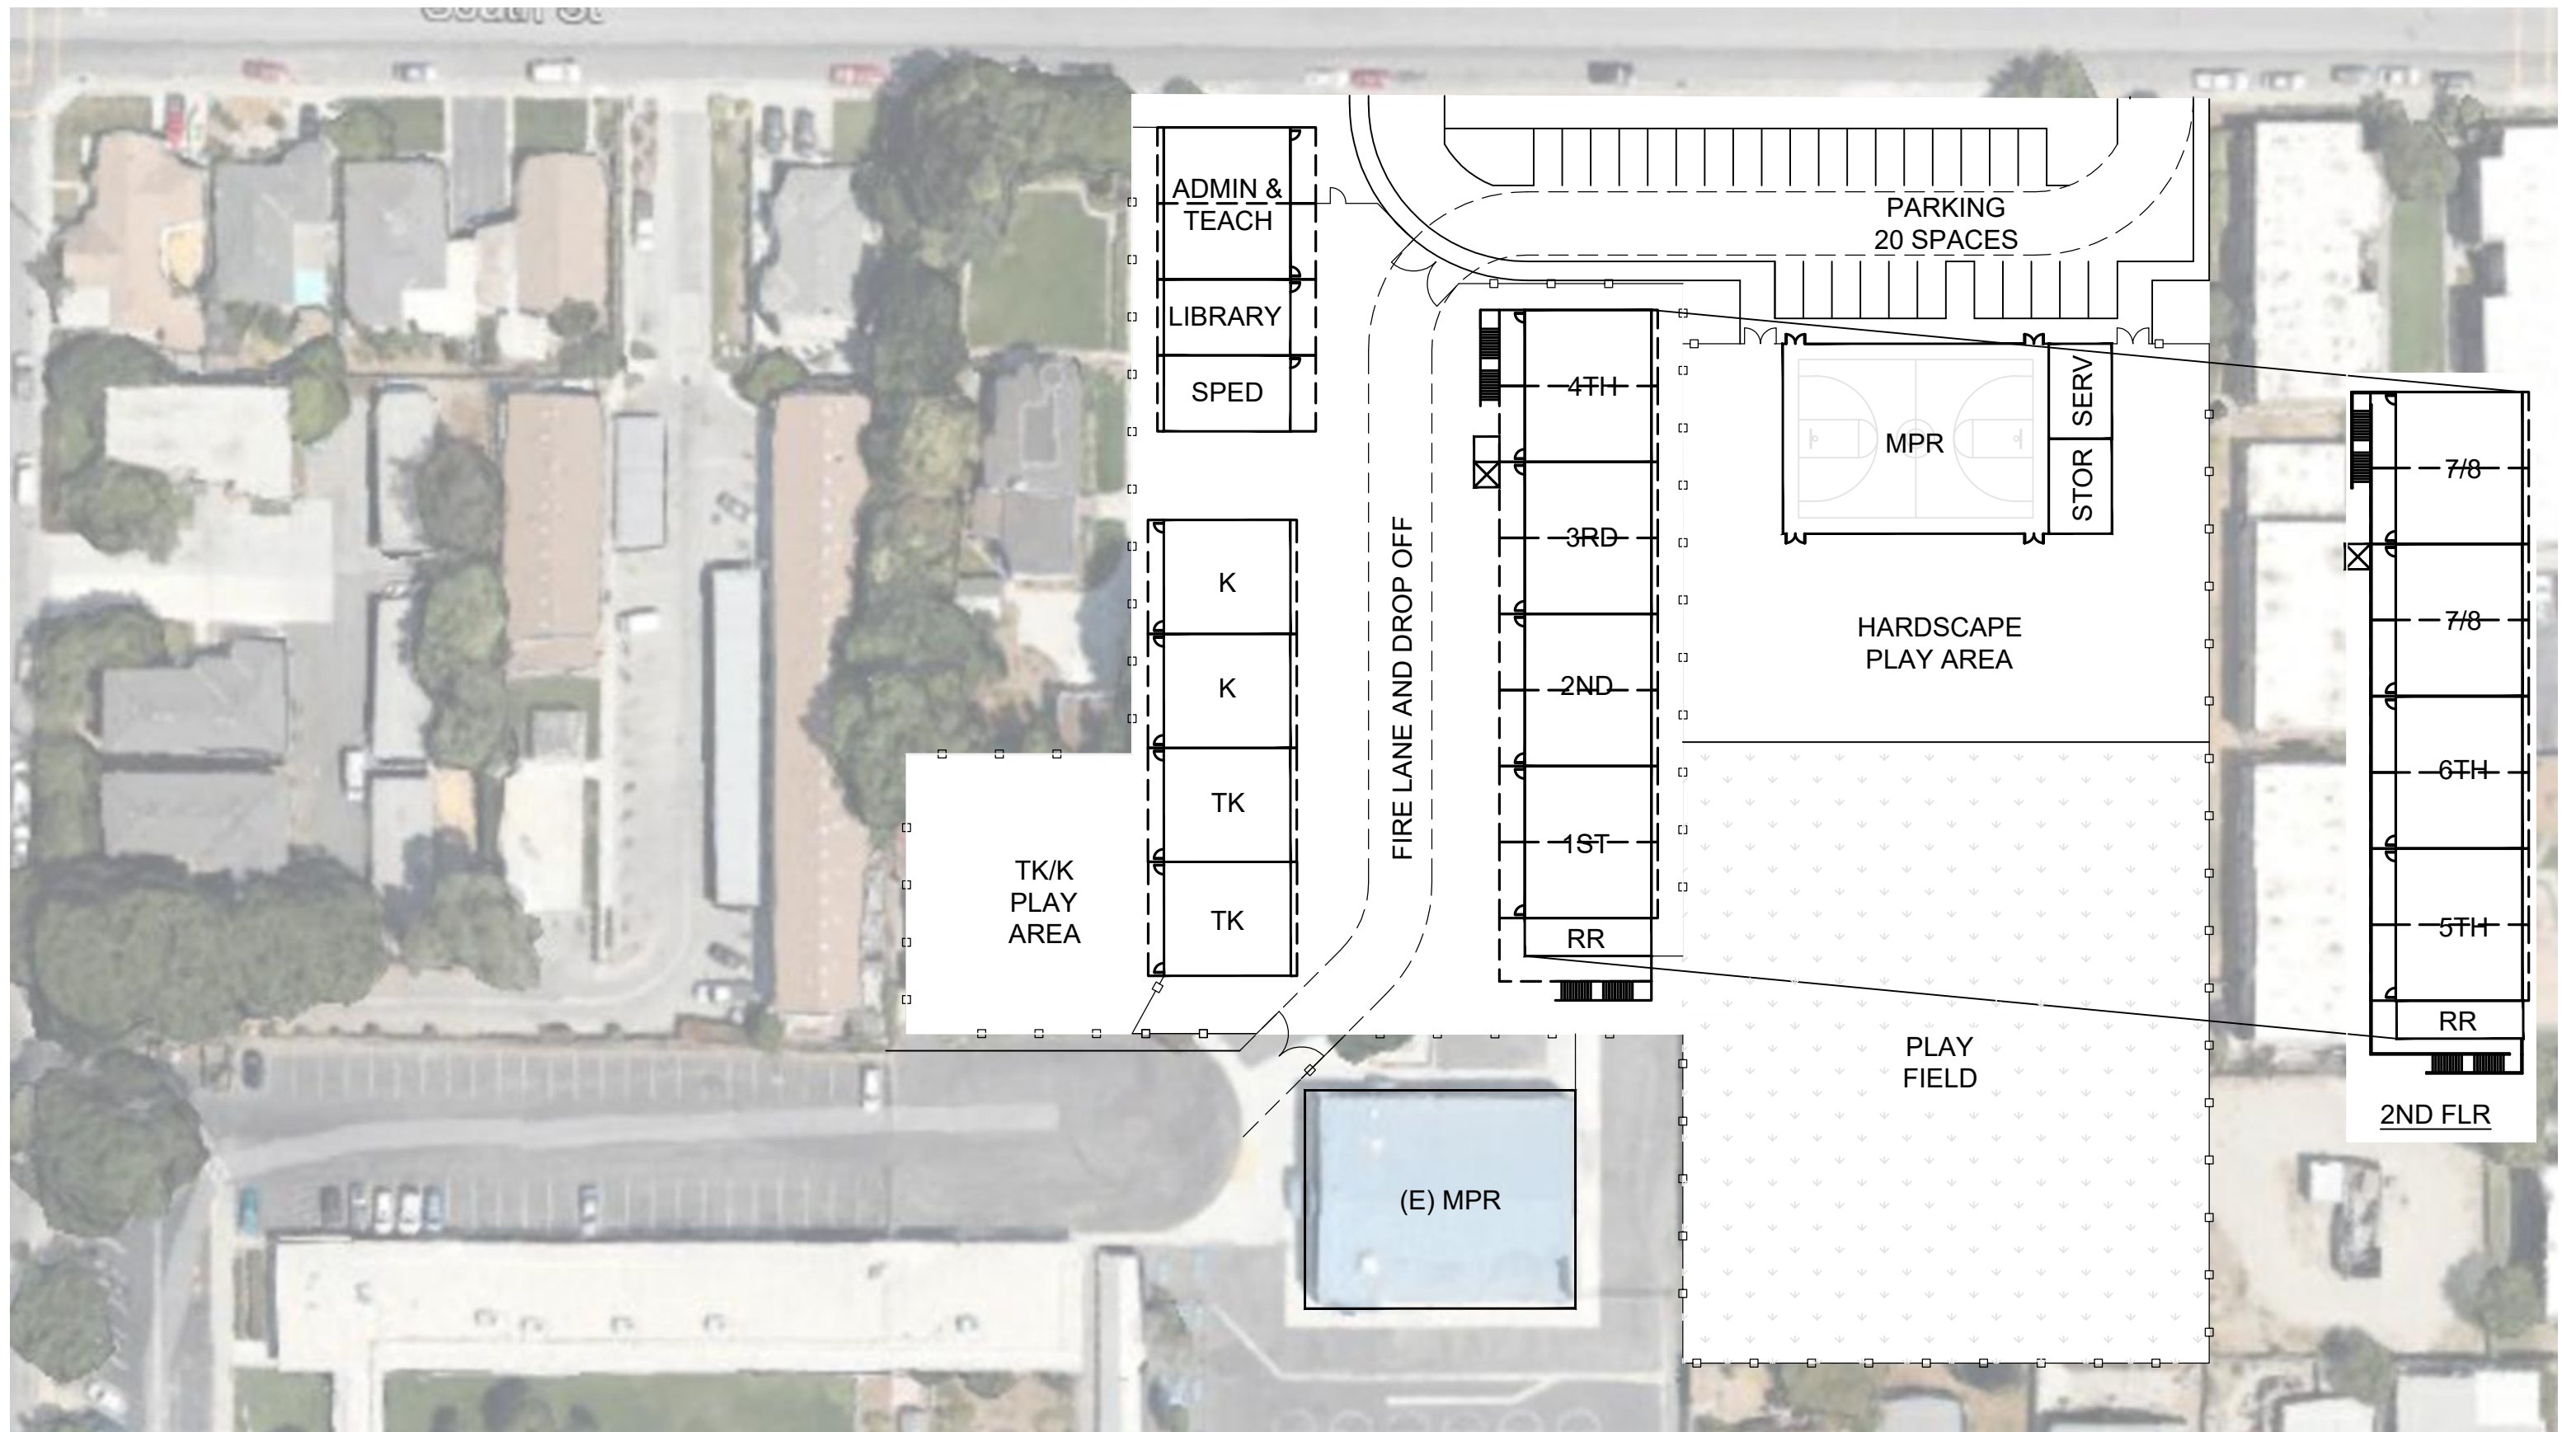 South St
ADMIN &
TEACH
LIBRARY
SPED
PARKING
20 SPACES
4TH
3RD
2ND
1ST
RR
MPR
SERV
STOR
7/8
7/8
6TH
5TH
RR
2ND FLR
K
K
TK
TK
FIRE LANE AND DROP OFF
HARDSCAPE
PLAY AREA
TK/K
PLAY
AREA
PLAY
FIELD
(E) MPR